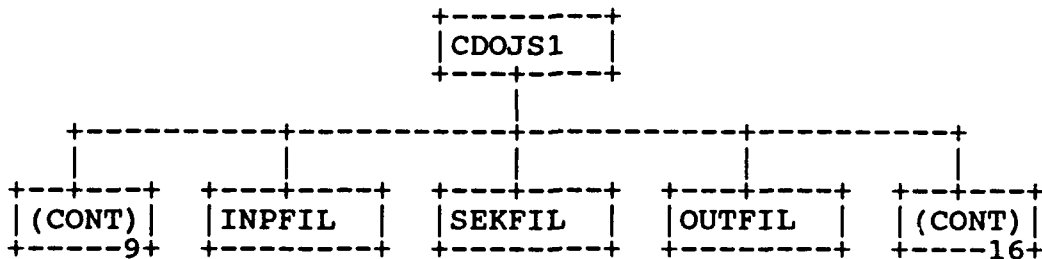 CDOJS1
(CONT) INPFIL SEKFIL OUTFIL (CONT)
9 16